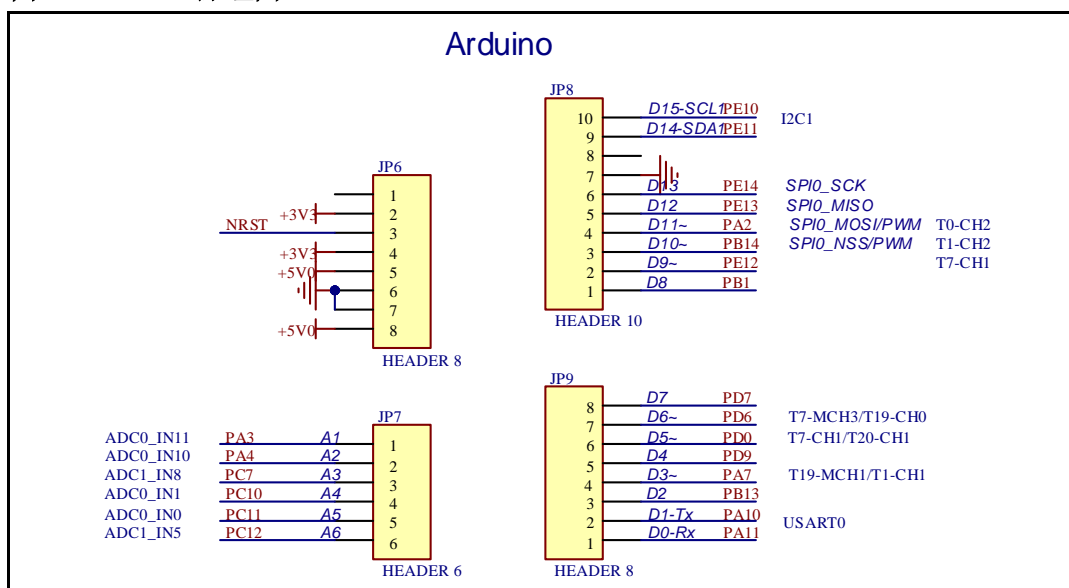 Arduino
JP8
10 D15-SCL1 PE10 I2C1
9 D14-SDA1 PE11
8
7
6 D13 PE14 SPI0_SCK
5 D12 PE13 SPI0_MISO
4 D11~ PA2 SPI0_MOSI/PWM T0-CH2
3 D10~ PB14 SPI0_NSS/PWM T1-CH2
2 D9~ PE12 T7-CH1
1 D8 PB1
HEADER 10
JP6
1
+3V3 2
NRST 3
+3V3 4
+5V0 5
6
7
+5V0 8
HEADER 8
JP9
8 D7 PD7
7 D6~ PD6 T7-MCH3/T19-CH0
6 D5~ PD0 T7-CH1/T20-CH1
5 D4 PD9
4 D3~ PA7 T19-MCH1/T1-CH1
3 D2 PB13
2 D1-Tx PA10 USART0
1 D0-Rx PA11
HEADER 8
JP7
ADC0_IN11 PA3 A1 1
ADC0_IN10 PA4 A2 2
ADC1_IN8 PC7 A3 3
ADC0_IN1 PC10 A4 4
ADC0_IN0 PC11 A5 5
ADC1_IN5 PC12 A6 6
HEADER 6